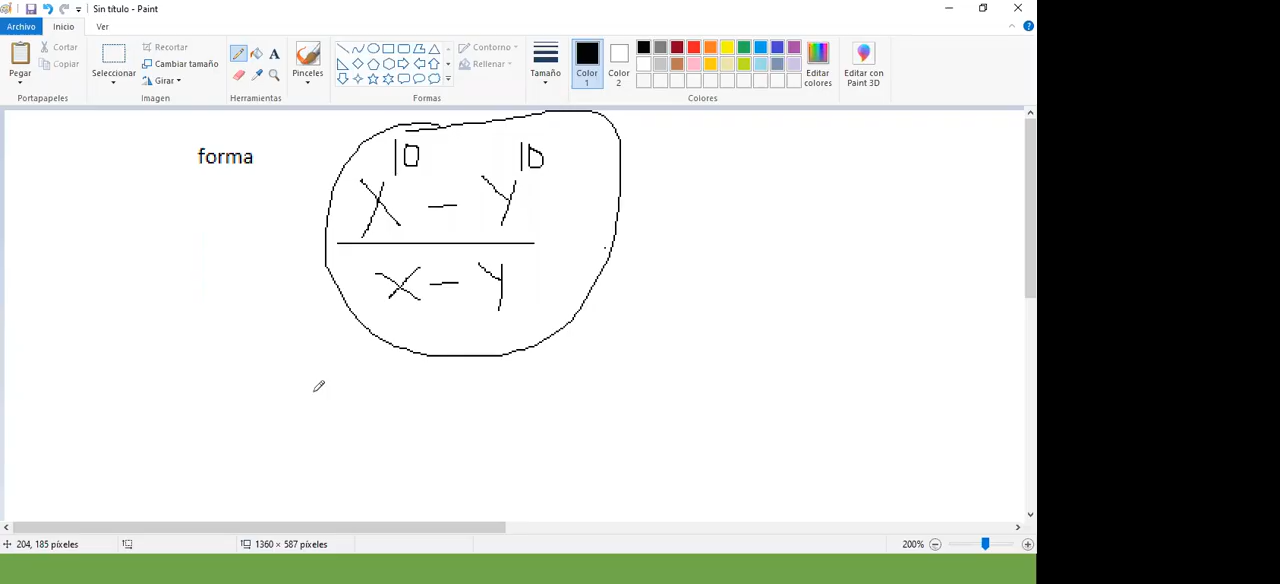 Sin título - Paint
Archivo Inicio Ver
Pegar
Cortar
Copiar
Portapapeles
Seleccionar
Recortar
Cambiar tamaño
Girar
Imagen
A
Herramientas
Pinceles
Contorno
Rellenar
Formas
Tamaño
Color 1
Color 2
Editar colores
Colores
Editar con Paint 3D
forma
10 10
X - Y
x - y
204, 185 píxeles 1360 × 587 píxeles 200%